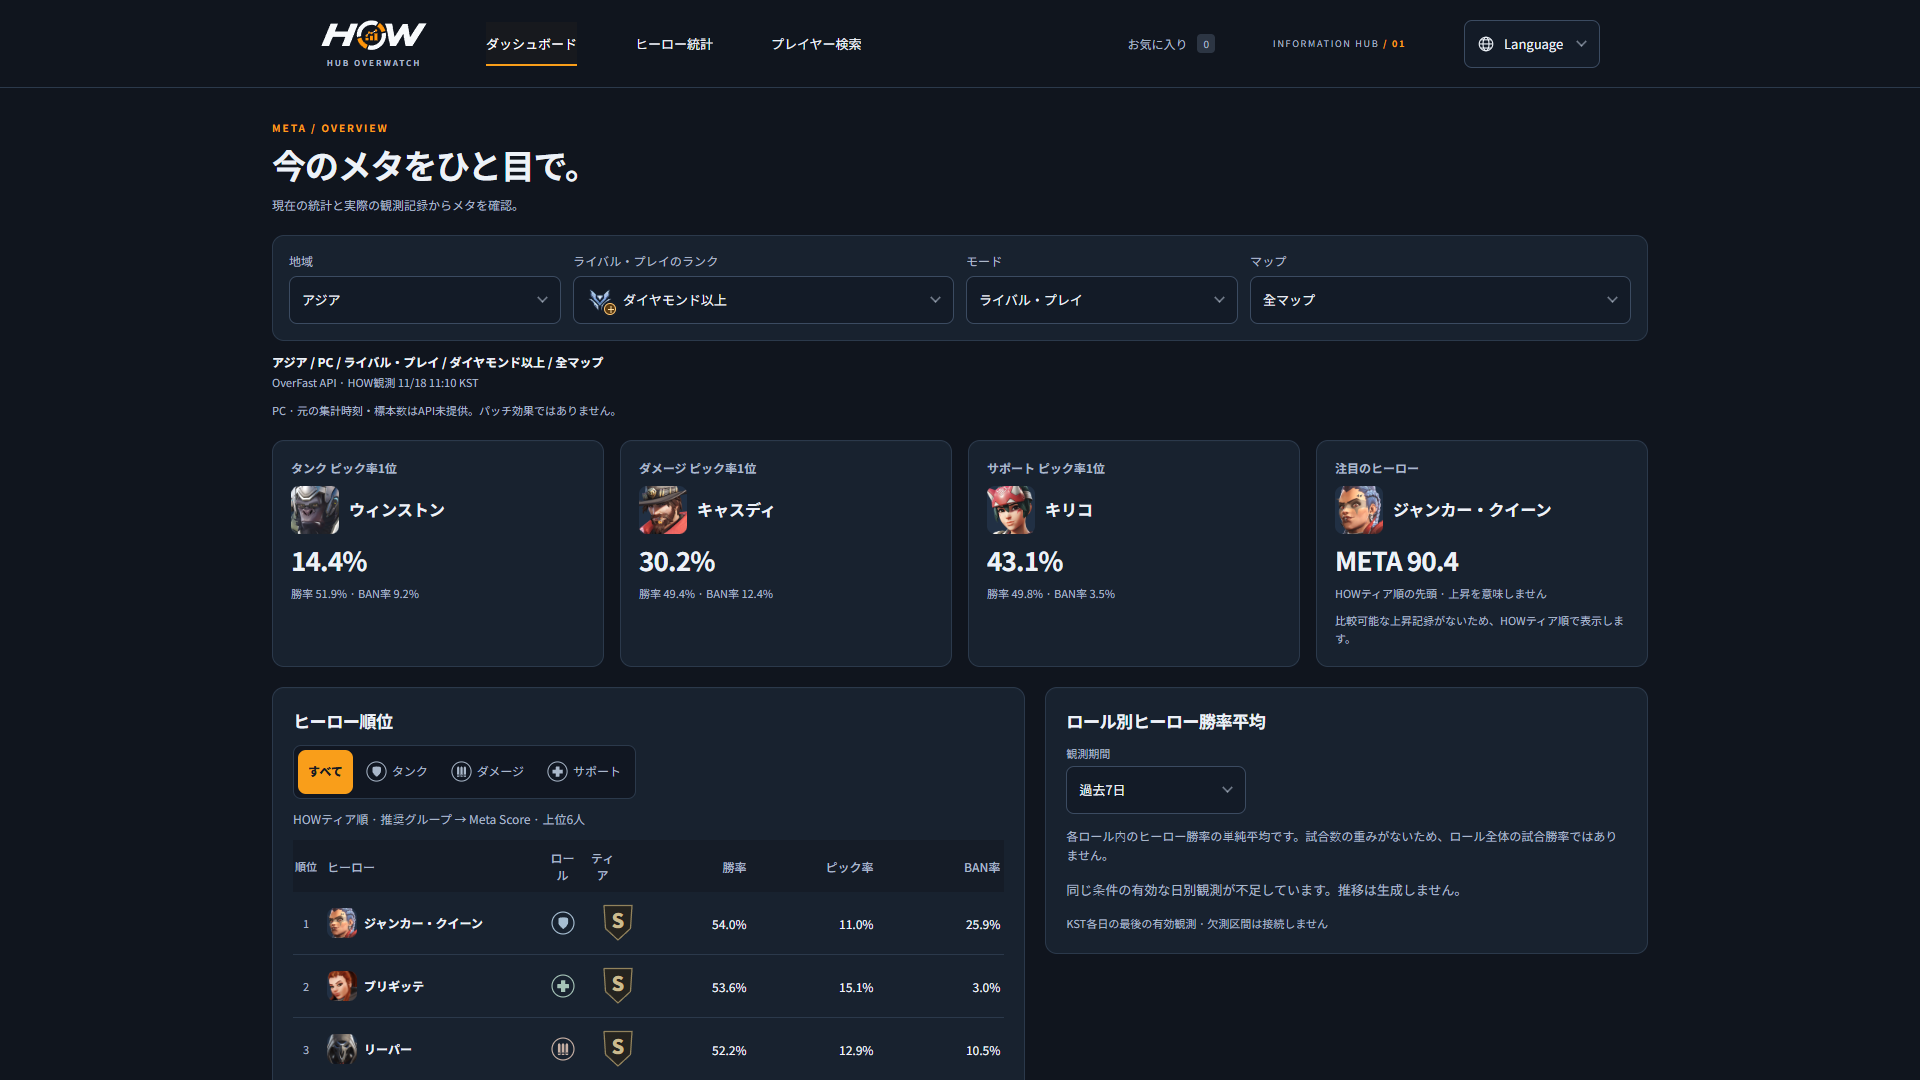 HOW
HUB OVERWATCH
ダッシュボード
ヒーロー統計
プレイヤー検索
お気に入り 0
INFORMATION HUB / 01
Language
META / OVERVIEW
今のメタをひと目で。
現在の統計と実際の観測記録からメタを確認。
地域
ライバル・プレイのランク
モード
マップ
アジア
ダイヤモンド以上
ライバル・プレイ
全マップ
アジア / PC / ライバル・プレイ / ダイヤモンド以上 / 全マップ
OverFast API · HOW観測 11/18 11:10 KST
PC · 元の集計時刻・標本数はAPI未提供。パッチ効果ではありません。
タンク ピック率1位
ウィンストン
14.4%
勝率 51.9% · BAN率 9.2%
ダメージ ピック率1位
キャスディ
30.2%
勝率 49.4% · BAN率 12.4%
サポート ピック率1位
キリコ
43.1%
勝率 49.8% · BAN率 3.5%
注目のヒーロー
ジャンカー・クイーン
META 90.4
HOWティア順の先頭 · 上昇を意味しません
比較可能な上昇記録がないため、HOWティア順で表示しま
す。
ヒーロー順位
すべて
タンク
ダメージ
サポート
HOWティア順 · 推奨グループ → Meta Score · 上位6人
順位 ヒーロー ロール ティア 勝率 ピック率 BAN率
1 ジャンカー・クイーン S 54.0% 11.0% 25.9%
2 ブリギッテ S 53.6% 15.1% 3.0%
3 リーパー S 52.2% 12.9% 10.5%
ロール別ヒーロー勝率平均
観測期間
過去7日
各ロール内のヒーロー勝率の単純平均です。試合数の重みがないため、ロール全体の試合勝率ではあり
ません。
同じ条件の有効な日別観測が不足しています。推移は生成しません。
KST各日の最後の有効観測 · 欠測区間は接続しません